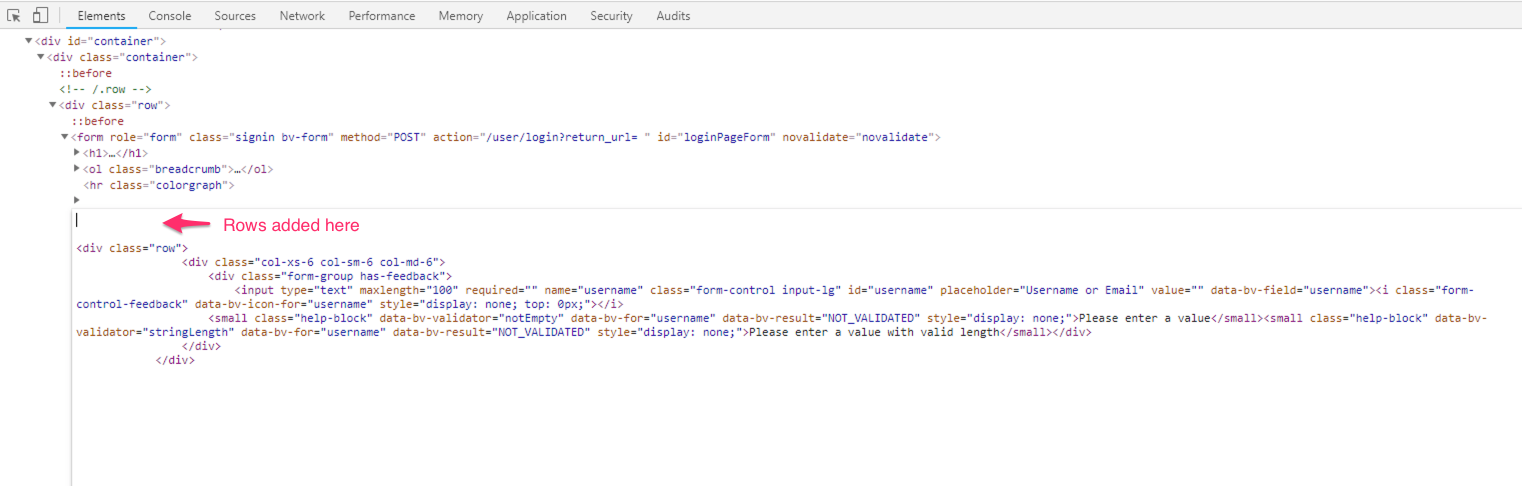 Elements Console Sources Network Performance Memory Application Security Audits
<div id="container">
<div class="container">
::before
<!-- /.row -->
<div class="row">
::before
<form role="form" class="signin bv-form" method="POST" action="/user/login?return_url= " id="loginPageForm" novalidate="novalidate">
<h1>…</h1>
<ol class="breadcrumb">…</ol>
<hr class="colorgraph">
Rows added here
<div class="row">
<div class="col-xs-6 col-sm-6 col-md-6">
<div class="form-group has-feedback">
<input type="text" maxlength="100" required="" name="username" class="form-control input-lg" id="username" placeholder="Username or Email" value="" data-bv-field="username"><i class="form-
control-feedback" data-bv-icon-for="username" style="display: none; top: 0px;"></i>
<small class="help-block" data-bv-validator="notEmpty" data-bv-for="username" data-bv-result="NOT_VALIDATED" style="display: none;">Please enter a value</small><small class="help-block" data-bv-
validator="stringLength" data-bv-for="username" data-bv-result="NOT_VALIDATED" style="display: none;">Please enter a value with valid length</small></div>
</div>
</div>